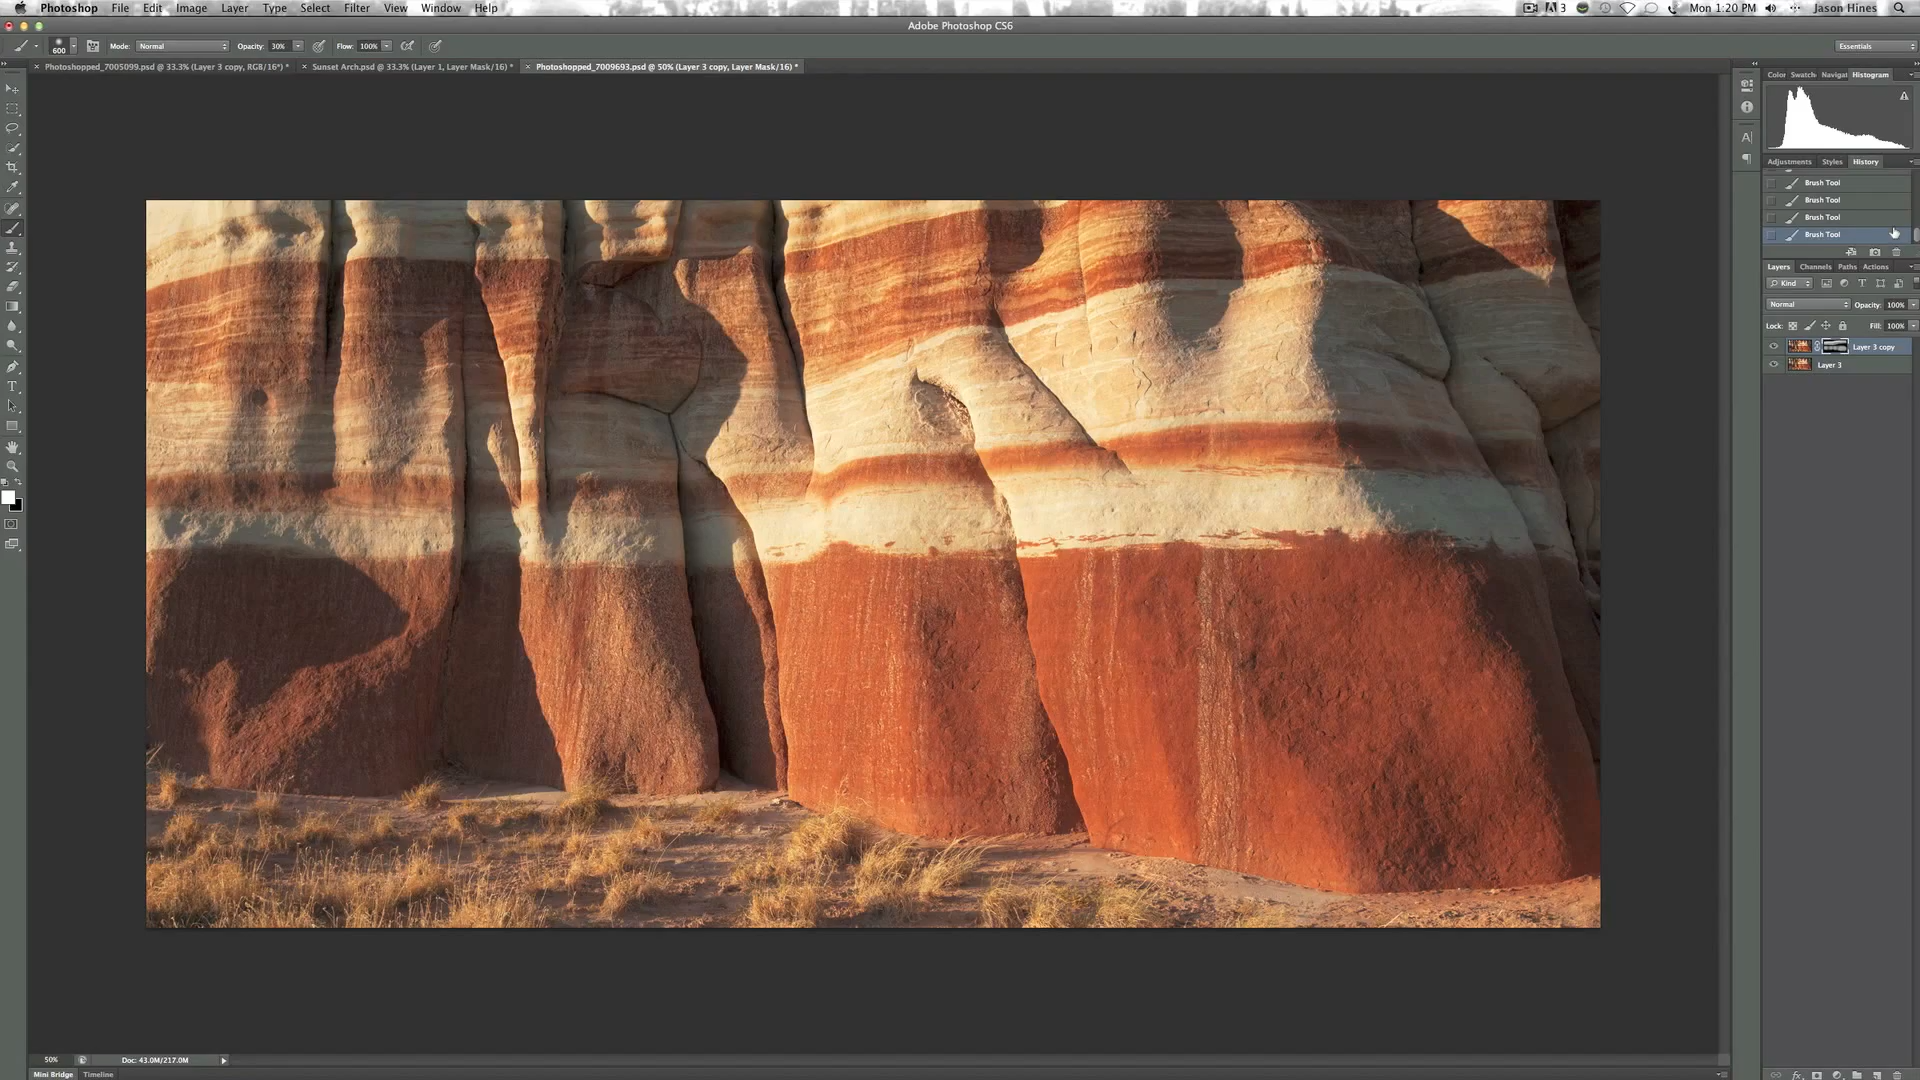 Photoshop File Edit Image Layer Type Select Filter View Window Help 3 Mon 1:20 PM Jason Hines
Adobe Photoshop CS6
600 Mode: Normal Opacity: 30% Flow: 100% Essentials
× Photoshopped_7005099.psd @ 33.3% (Layer 3 copy, RGB/16*) * × Sunset Arch.psd @ 33.3% (Layer 1, Layer Mask/16) * × Photoshopped_7009693.psd @ 50% (Layer 3 copy, Layer Mask/16) *
Color Swatch Navigat Histogram
Adjustments Styles History
Brush Tool
Brush Tool
Brush Tool
Brush Tool
Layers Channels Paths Actions
Kind
Normal Opacity: 100%
Lock: Fill: 100%
Layer 3 copy
Layer 3
50% Doc: 43.0M/217.0M
Mini Bridge Timeline